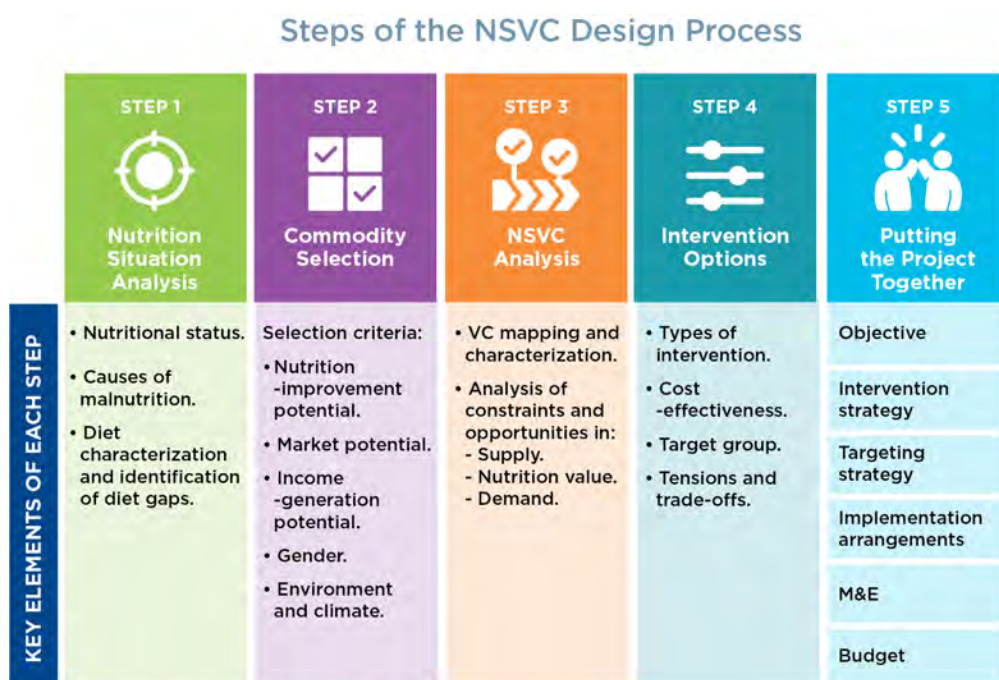 Steps of the NSVC Design Process
STEP 1
Nutrition
Situation
Analysis
STEP 2
Commodity
Selection
STEP 3
NSVC
Analysis
STEP 4
Intervention
Options
STEP 5
Putting
the Project
Together
KEY ELEMENTS OF EACH STEP
• Nutritional status.
• Causes of
malnutrition.
• Diet
characterization
and identification
of diet gaps.
Selection criteria:
• Nutrition
-improvement
potential.
• Market potential.
• Income
-generation
potential.
• Gender.
• Environment
and climate.
• VC mapping and
characterization.
• Analysis of
constraints and
opportunities in:
- Supply.
- Nutrition value.
- Demand.
• Types of
intervention.
• Cost
-effectiveness.
• Target group.
• Tensions and
trade-offs.
Objective
Intervention
strategy
Targeting
strategy
Implementation
arrangements
M&E
Budget